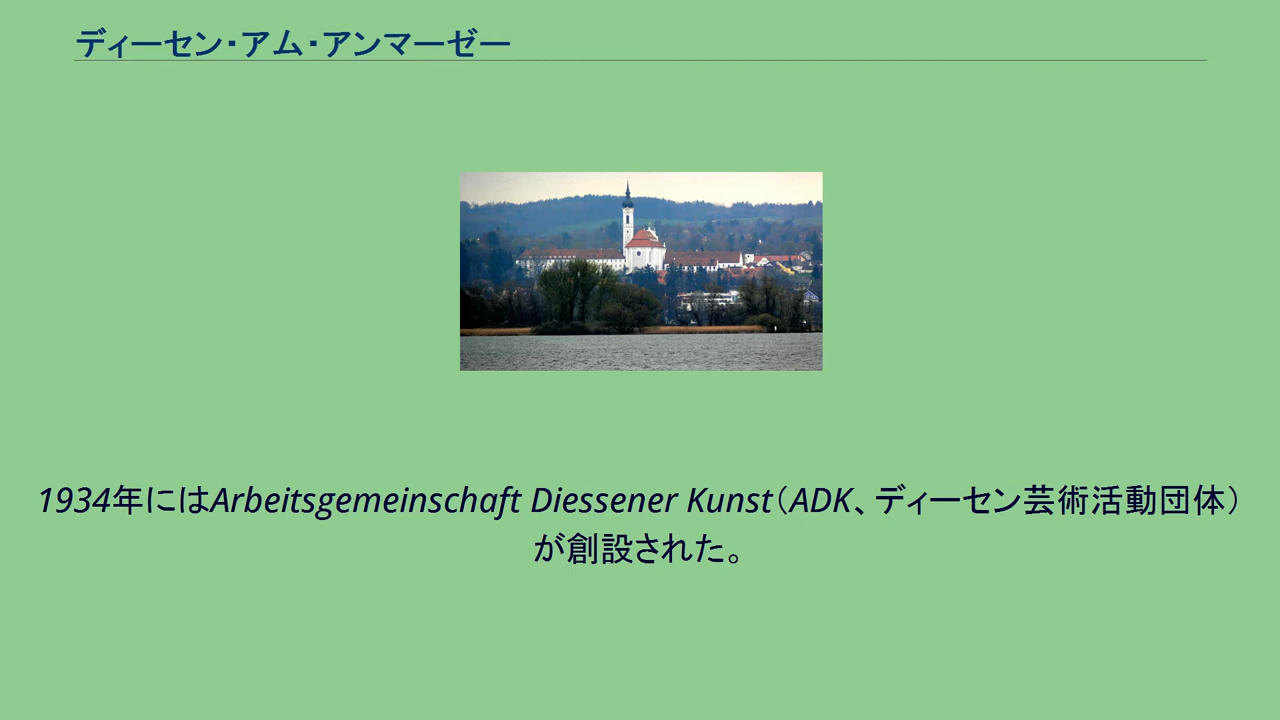 ディーセン・アム・アンマーゼー
1934年にはArbeitsgemeinschaft Diessener Kunst（ADK、ディーセン芸術活動団体）
が創設された。